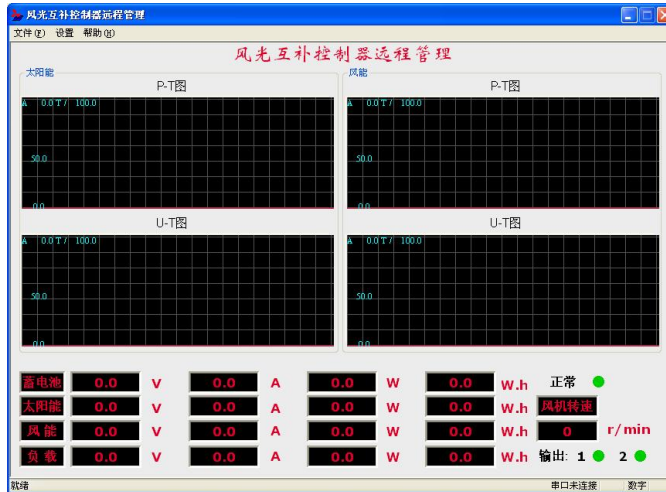 风光互补控制器远程管理
文件(F) 设置 帮助(H)
风光互补控制器远程管理
太阳能 风能
P-T图 P-T图
A 0.0 T / 100.0 A 0.0 T / 100.0
50.0 50.0
0.0 0.0
U-T图 U-T图
A 0.0 T / 100.0 A 0.0 T / 100.0
50.0 50.0
0.0 0.0
蓄电池 0.0 V 0.0 A 0.0 W 0.0 W.h 正常
太阳能 0.0 V 0.0 A 0.0 W 0.0 W.h 风机转速
风 能 0.0 V 0.0 A 0.0 W 0.0 W.h 0 r/min
负 载 0.0 V 0.0 A 0.0 W 0.0 W.h 输出: 1 2
就绪 串口未连接 数字